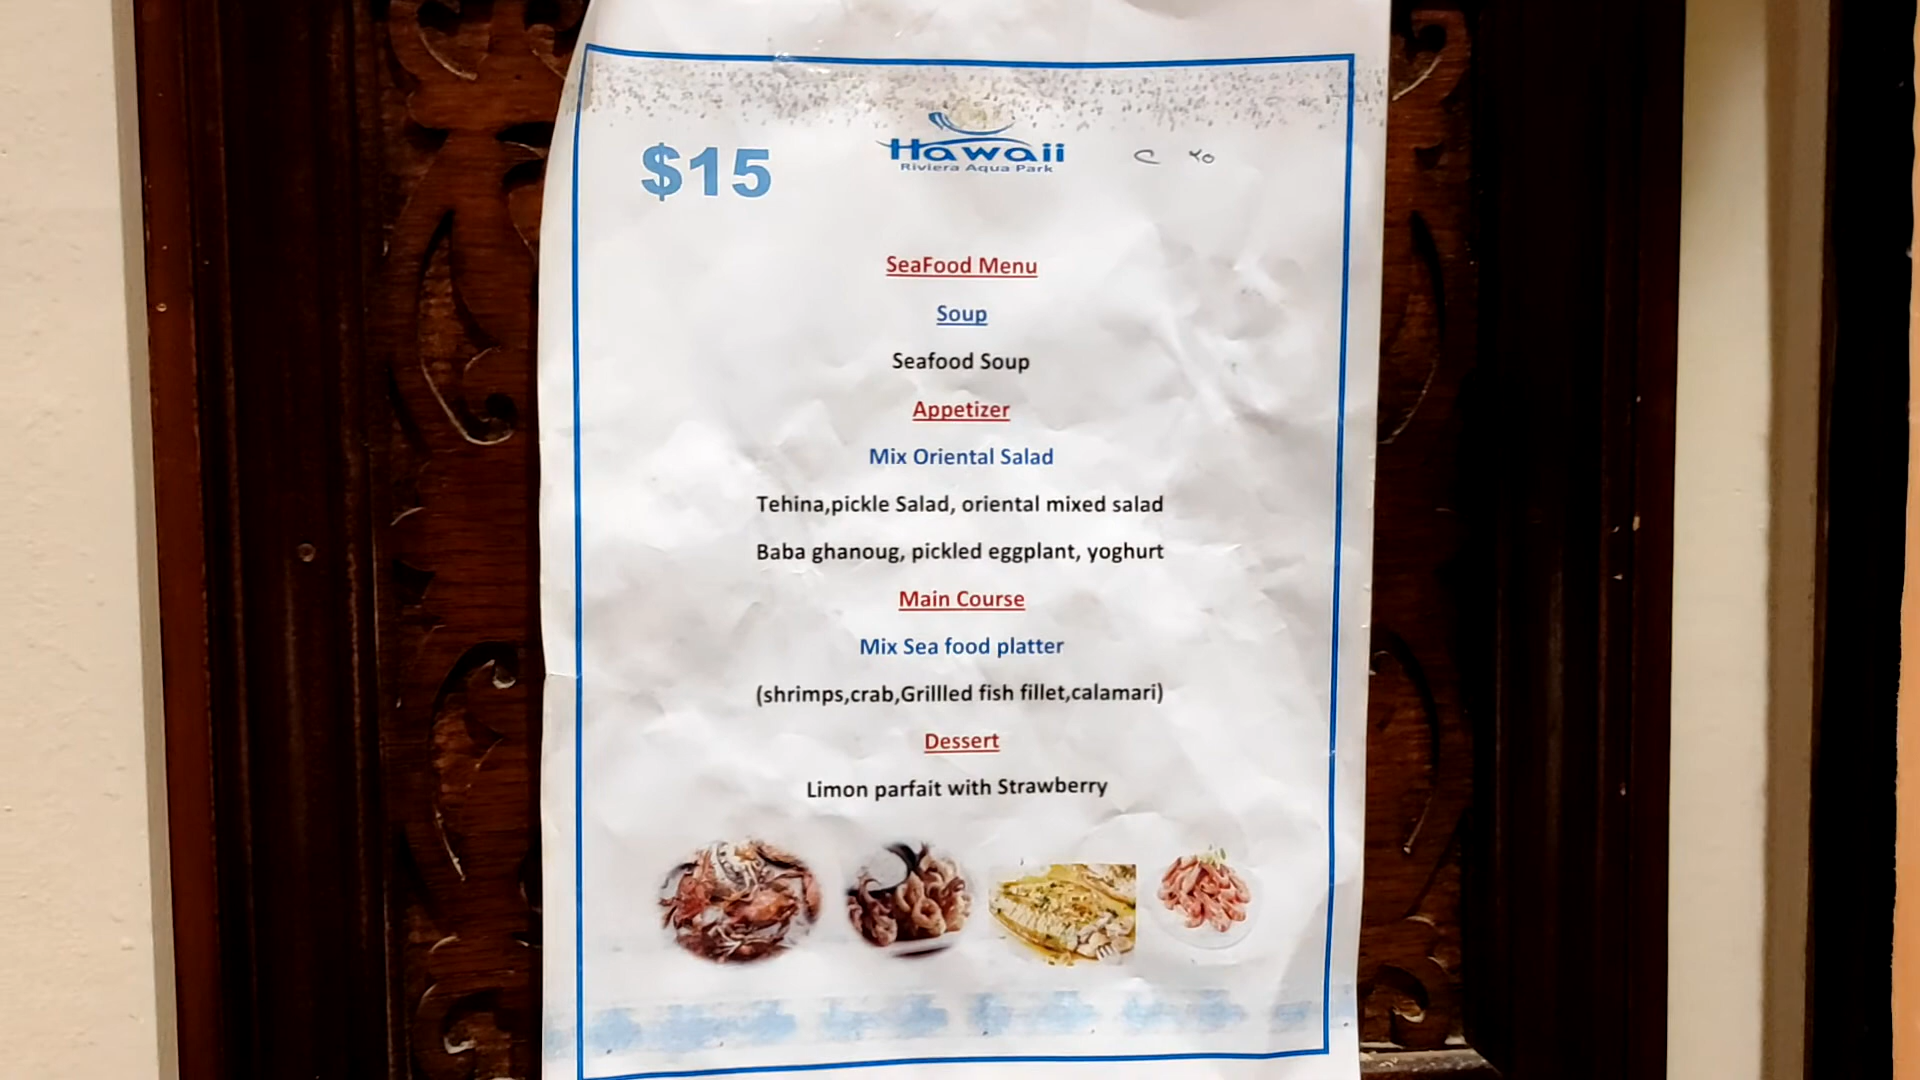 $15
Hawaii
Riviera Aqua Park
SeaFood Menu
Soup
Seafood Soup
Appetizer
Mix Oriental Salad
Tehina,pickle Salad, oriental mixed salad
Baba ghanoug, pickled eggplant, yoghurt
Main Course
Mix Sea food platter
(shrimps,crab,Grillled fish fillet,calamari)
Dessert
Limon parfait with Strawberry